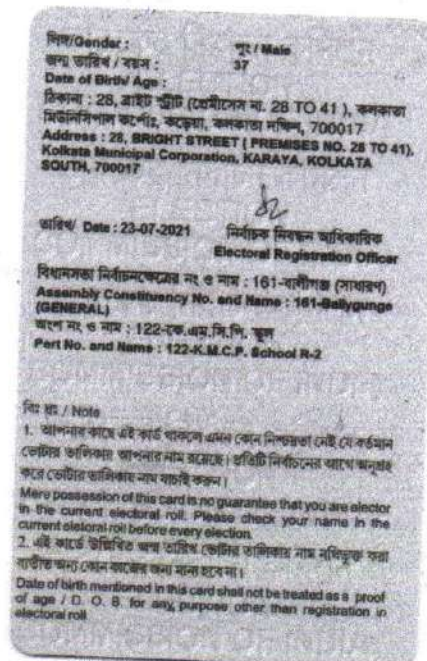 লিঙ্গ/Gender : পুং / Male
জন্ম তারিখ / বয়স : 37
Date of Birth/ Age :
ঠিকানা : 28, ব্রাইট স্ট্রীট (প্রেমীসেস নং. 28 TO 41 ), কলকাতা
মিউনিসিপাল কর্পোঃ, কড়েয়া, কলকাতা দক্ষিন, 700017
Address : 28, BRIGHT STREET ( PREMISES NO. 28 TO 41),
Kolkata Municipal Corporation, KARAYA, KOLKATA
SOUTH, 700017
তারিখ/ Date : 23-07-2021 নির্বাচক নিবন্ধন আধিকারিক
Electoral Registration Officer
বিধানসভা নির্বাচনক্ষেত্রের নং ও নাম : 161-বালীগঞ্জ (সাধারণ)
Assembly Constituency No. and Name : 161-Ballygunge
(GENERAL)
অংশ নং ও নাম : 122-কে.এম.সি.পি. স্কুল
Part No. and Name : 122-K.M.C.P. School R-2
বিঃ দ্রঃ / Note
1. আপনার কাছে এই কার্ড থাকলে এমন কোন নিশ্চয়তা নেই যে বর্তমান
ভোটার তালিকায় আপনার নাম রয়েছে। প্রতিটি নির্বাচনের আগে অনুগ্রহ
করে ভোটার তালিকায় নাম যাচাই করুন।
Mere possession of this card is no guarantee that you are elector
in the current electoral roll. Please check your name in the
current eletoral roll before every election.
2. এই কার্ডে উল্লিখিত জন্ম তারিখ ভোটার তালিকায় নাম নথিভুক্ত করা
ব্যতীত অন্য কোন কাজের জন্য মান্য হবে না।
Date of birth mentioned in this card shall not be treated as a proof
of age / D. O. B. for any purpose other than registration in
electoral roll